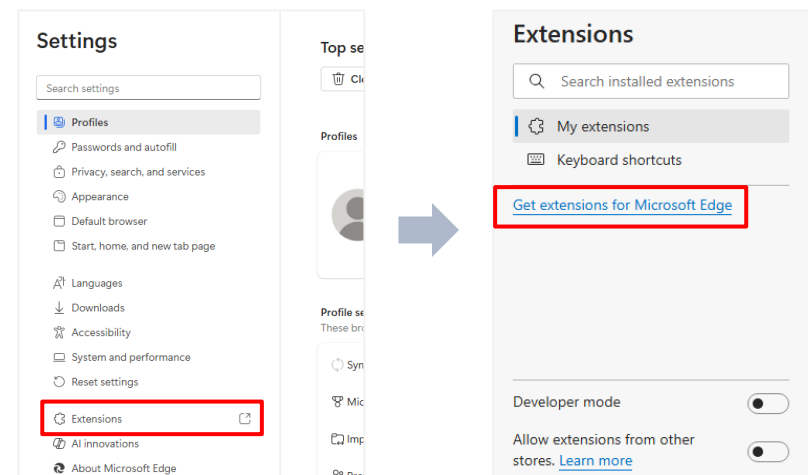 Settings
Search settings
Profiles
Passwords and autofill
Privacy, search, and services
Appearance
Default browser
Start, home, and new tab page
Languages
Downloads
Accessibility
System and performance
Reset settings
Extensions
AI innovations
About Microsoft Edge
Top se
Cle
Profiles
Profile se
These bro
Syn
Mic
Imp
Extensions
Search installed extensions
My extensions
Keyboard shortcuts
Get extensions for Microsoft Edge
Developer mode
Allow extensions from other
stores. Learn more